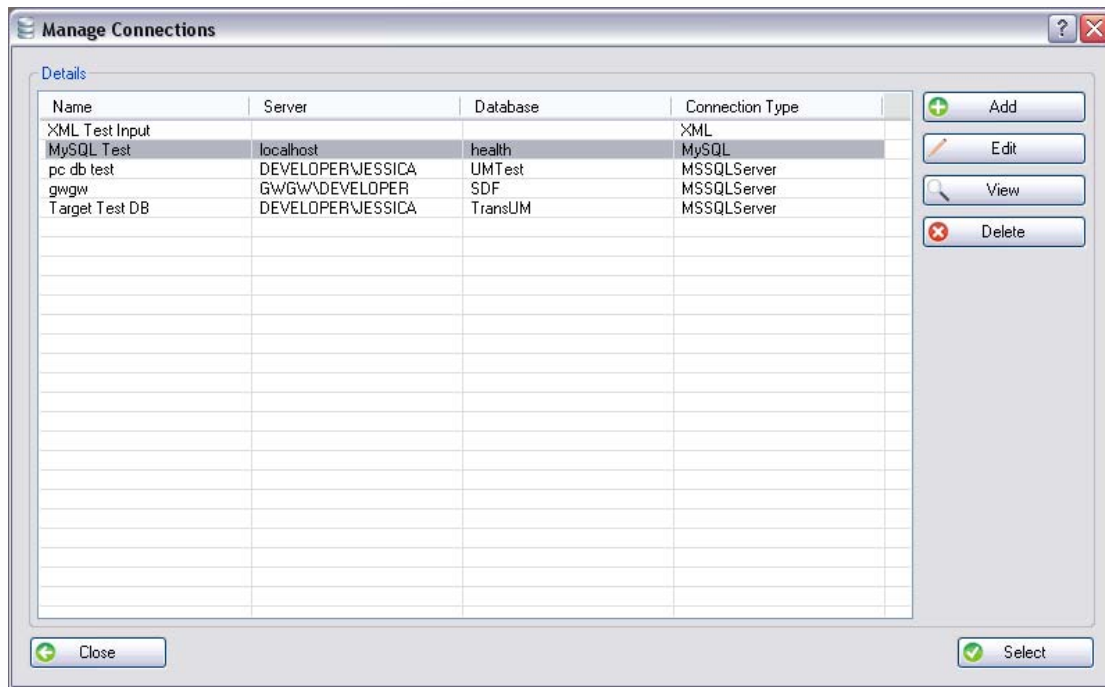 Manage Connections
Details
Name Server Database Connection Type
XML Test Input XML
MySQL Test localhost health MySQL
pc db test DEVELOPER\JESSICA UMTest MSSQLServer
gwgw GWGW\DEVELOPER SDF MSSQLServer
Target Test DB DEVELOPER\JESSICA TransUM MSSQLServer
Add
Edit
View
Delete
Close Select